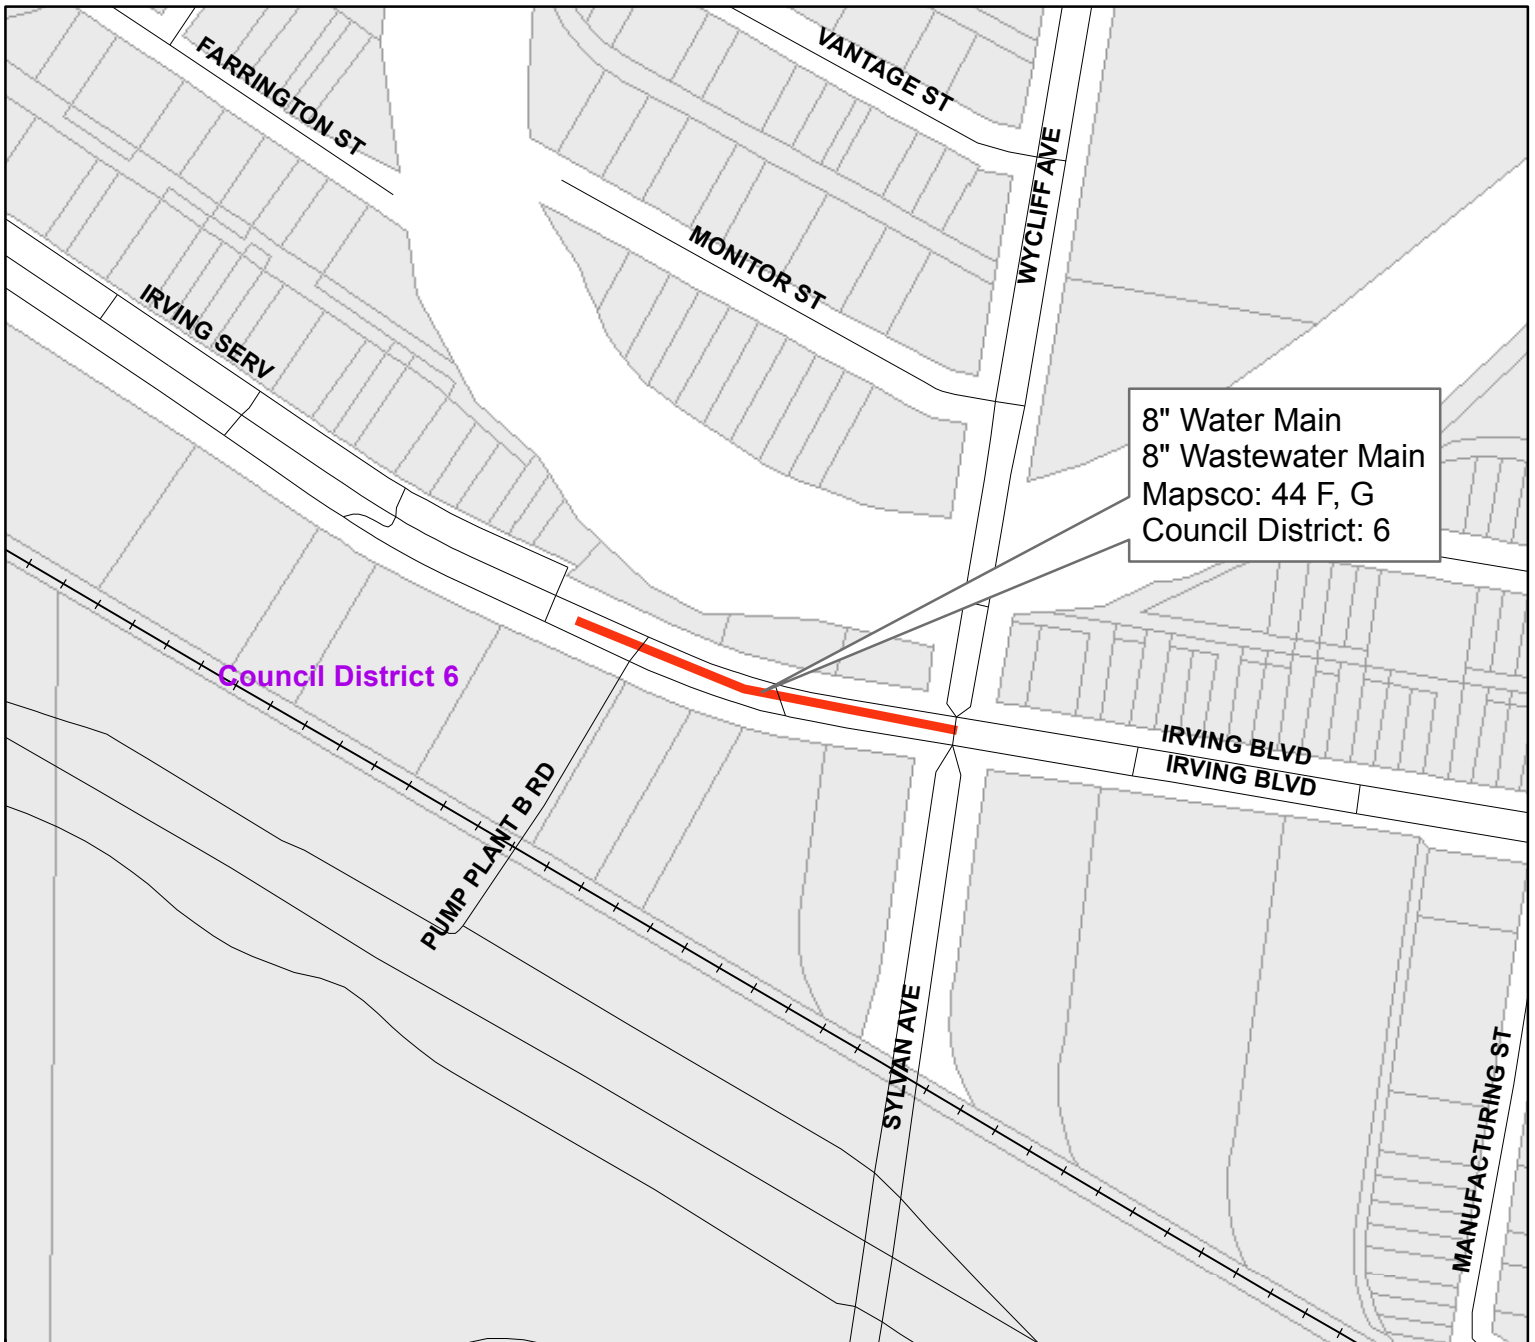 VANTAGE ST
FARRINGTON ST
WYCLIFF AVE
MONITOR ST
IRVING SERV
8" Water Main
8" Wastewater Main
Mapsco: 44 F, G
Council District: 6
Council District 6
IRVING BLVD
IRVING BLVD
PUMP PLANT B RD
SYLVAN AVE
MANUFACTURING ST